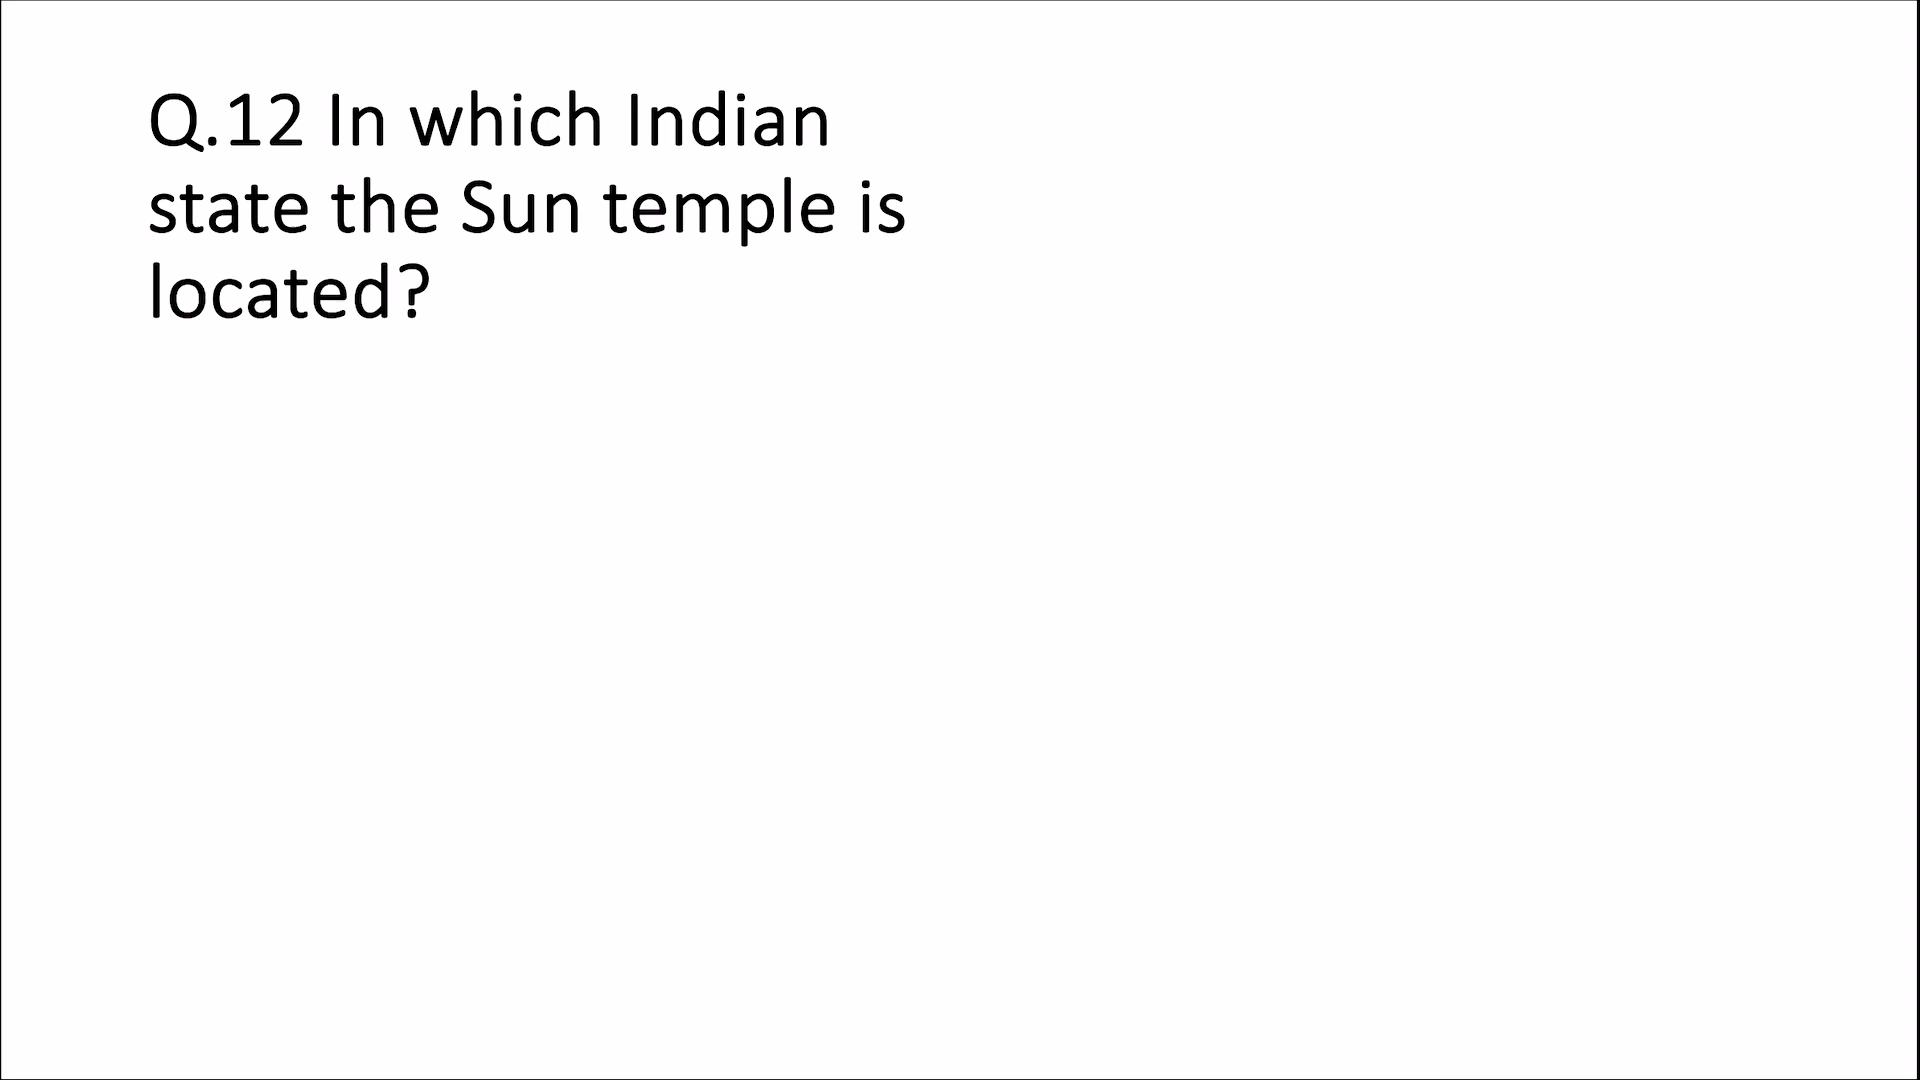 Q.12 In which Indian
state the Sun temple is
located?